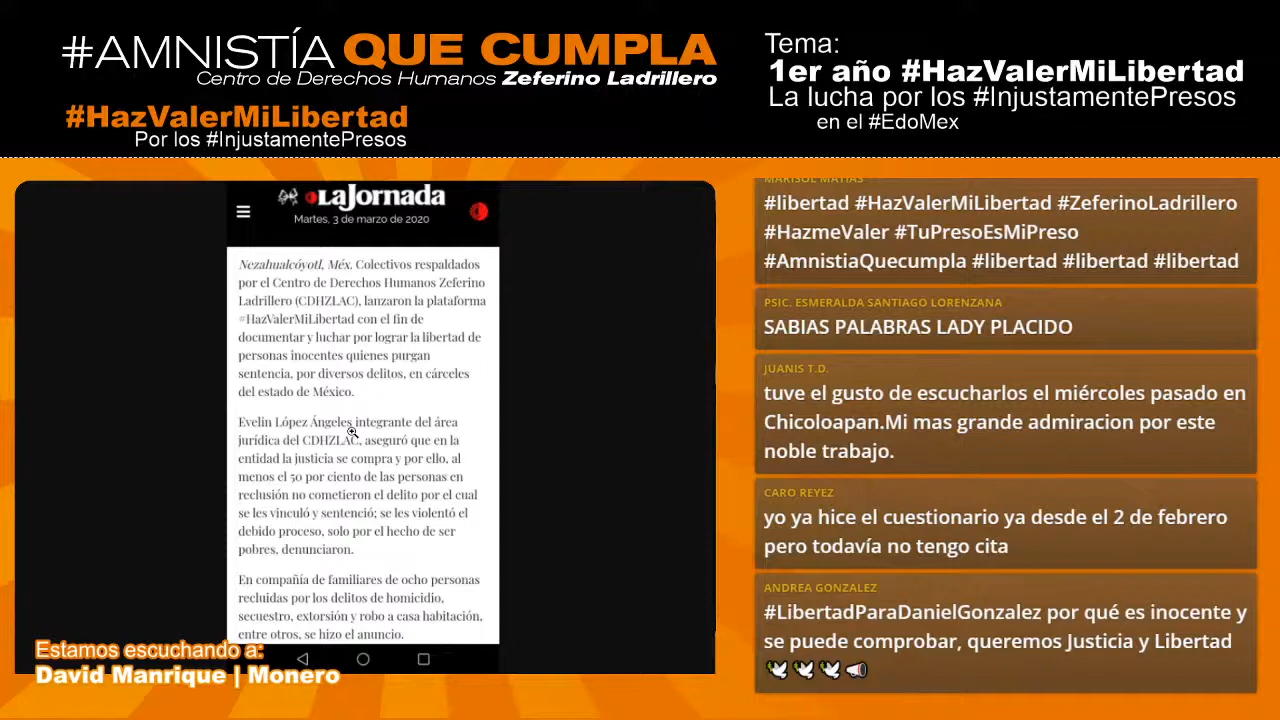 #AMNISTÍA QUE CUMPLA
Centro de Derechos Humanos Zeferino Ladrillero
#HazValerMiLibertad
Por los #InjustamentePresos
Tema:
1er año #HazValerMiLibertad
La lucha por los #InjustamentePresos
en el #EdoMex
LaJornada
Martes, 3 de marzo de 2020
Nezahualcóyotl, Méx. Colectivos respaldados
por el Centro de Derechos Humanos Zeferino
Ladrillero (CDHZLAC), lanzaron la plataforma
#HazValerMiLibertad con el fin de
documentar y luchar por lograr la libertad de
personas inocentes quienes purgan
sentencia, por diversos delitos, en cárceles
del estado de México.
Evelin López Ángeles integrante del área
jurídica del CDHZLAC, aseguró que en la
entidad la justicia se compra y por ello, al
menos el 50 por ciento de las personas en
reclusión no cometieron el delito por el cual
se les vinculó y sentenció; se les violentó el
debido proceso, solo por el hecho de ser
pobres, denunciaron.
En compañía de familiares de ocho personas
recluidas por los delitos de homicidio,
secuestro, extorsión y robo a casa habitación,
entre otros, se hizo el anuncio.
Estamos escuchando a:
David Manrique | Monero
MARISOL MATIAS
#libertad #HazValerMiLibertad #ZeferinoLadrillero
#HazmeValer #TuPresoEsMiPreso
#AmnistiaQuecumpla #libertad #libertad #libertad
PSIC. ESMERALDA SANTIAGO LORENZANA
SABIAS PALABRAS LADY PLACIDO
JUANIS T.D.
tuve el gusto de escucharlos el miércoles pasado en
Chicoloapan.Mi mas grande admiracion por este
noble trabajo.
CARO REYEZ
yo ya hice el cuestionario ya desde el 2 de febrero
pero todavía no tengo cita
ANDREA GONZALEZ
#LibertadParaDanielGonzalez por qué es inocente y
se puede comprobar, queremos Justicia y Libertad
🕊🕊🕊📢